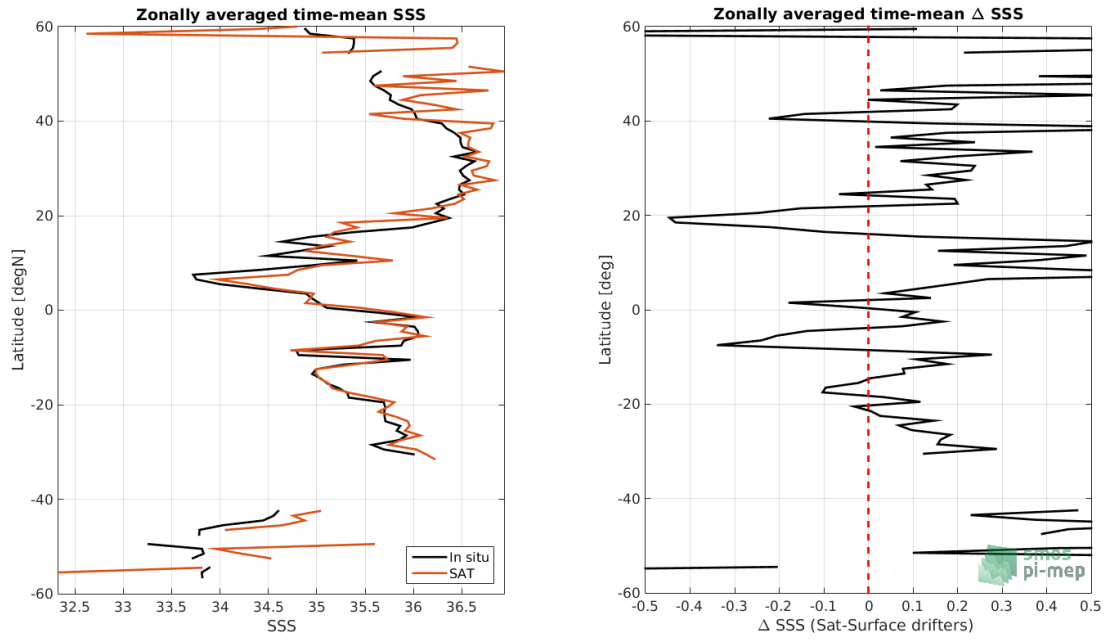 Zonally averaged time-mean SSS
60
40
20
0
-20
-40
-60
Latitude [degN]
32.5 33 33.5 34 34.5 35 35.5 36 36.5
SSS
In situ
SAT
Zonally averaged time-mean Δ SSS
60
40
20
0
-20
-40
-60
Latitude [deg]
-0.5 -0.4 -0.3 -0.2 -0.1 0 0.1 0.2 0.3 0.4 0.5
Δ SSS (Sat-Surface drifters)
smos
pi-mep